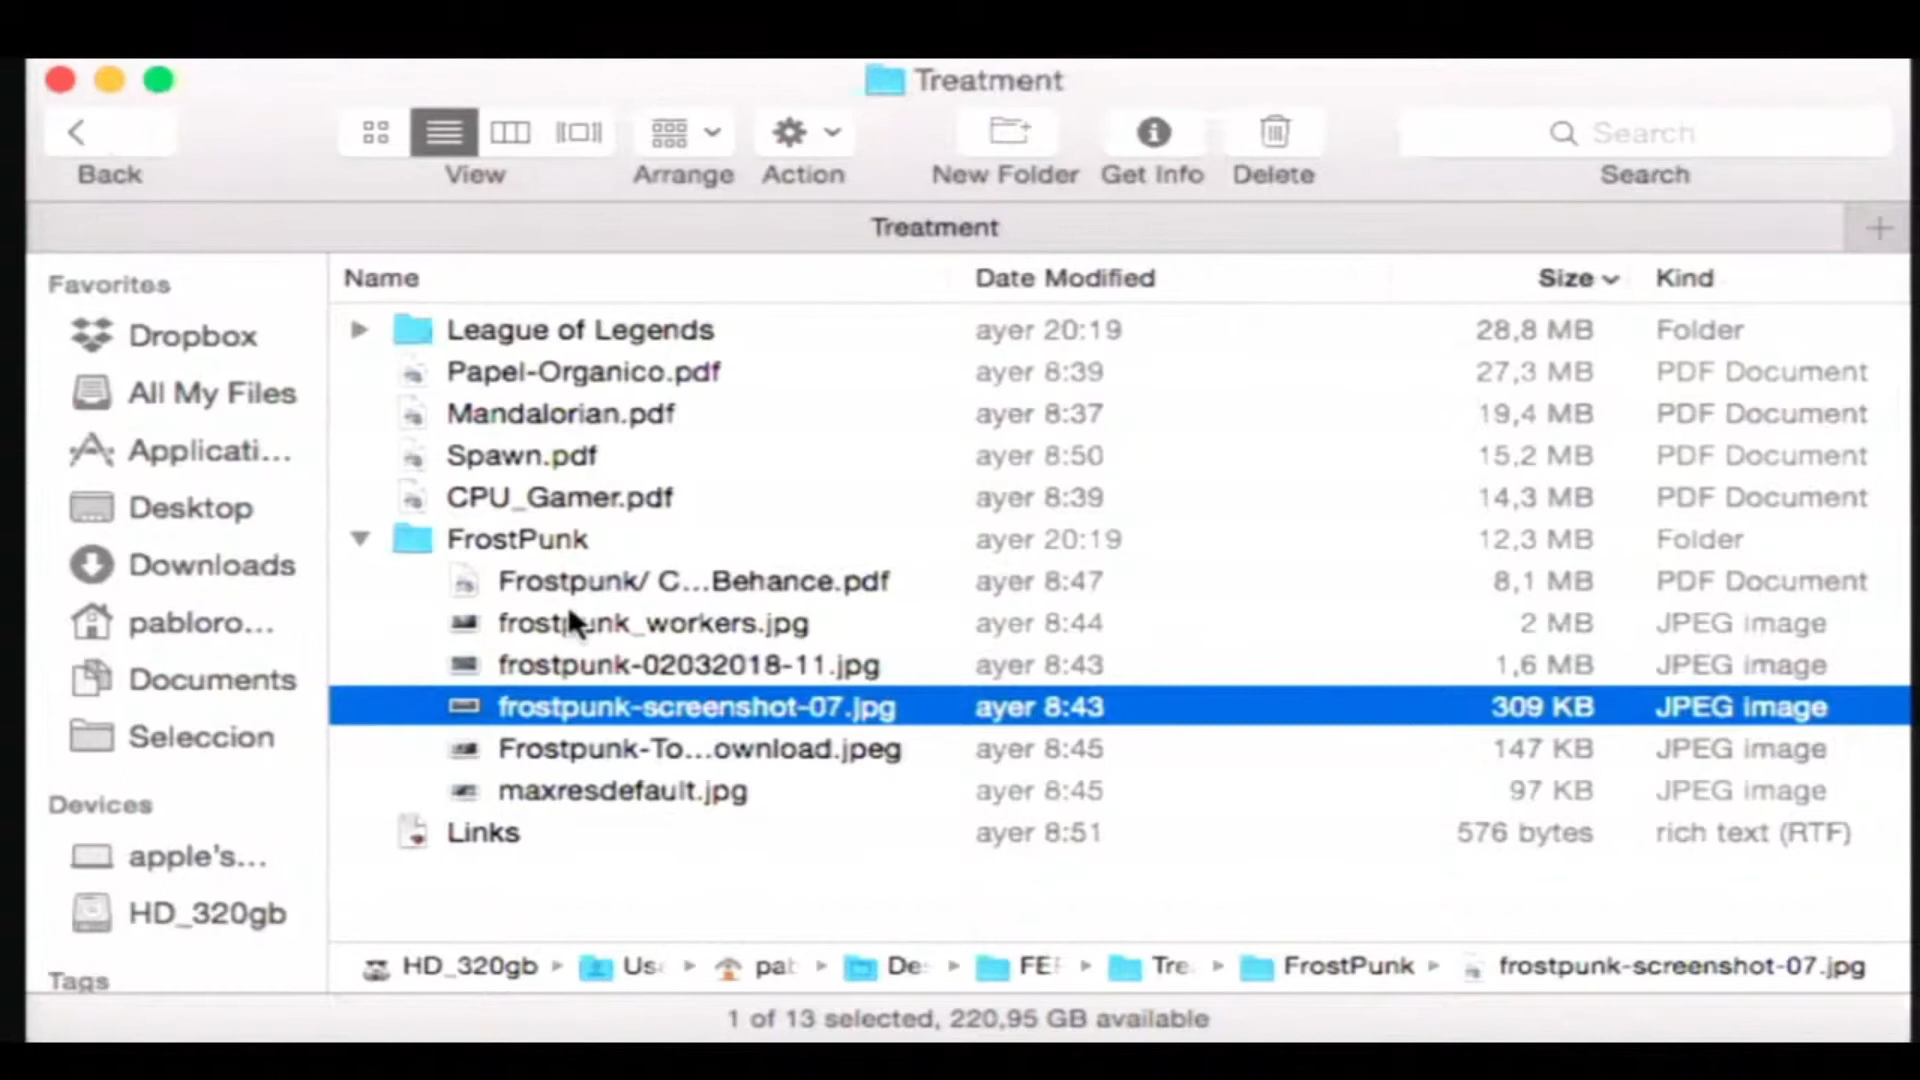 Treatment
Back
View
Arrange
Action
New Folder
Get Info
Delete
Search
Search
Treatment
Favorites
Dropbox
All My Files
Applicati...
Desktop
Downloads
pabloro...
Documents
Seleccion
Devices
apple's...
HD_320gb
Tags
Name Date Modified Size Kind
League of Legends ayer 20:19 28,8 MB Folder
Papel-Organico.pdf ayer 8:39 27,3 MB PDF Document
Mandalorian.pdf ayer 8:37 19,4 MB PDF Document
Spawn.pdf ayer 8:50 15,2 MB PDF Document
CPU_Gamer.pdf ayer 8:39 14,3 MB PDF Document
FrostPunk ayer 20:19 12,3 MB Folder
Frostpunk/ C...Behance.pdf ayer 8:47 8,1 MB PDF Document
frostpunk_workers.jpg ayer 8:44 2 MB JPEG image
frostpunk-02032018-11.jpg ayer 8:43 1,6 MB JPEG image
frostpunk-screenshot-07.jpg ayer 8:43 309 KB JPEG image
Frostpunk-To...ownload.jpeg ayer 8:45 147 KB JPEG image
maxresdefault.jpg ayer 8:45 97 KB JPEG image
Links ayer 8:51 576 bytes rich text (RTF)
HD_320gb Us pa De FE Tre FrostPunk frostpunk-screenshot-07.jpg
1 of 13 selected, 220,95 GB available